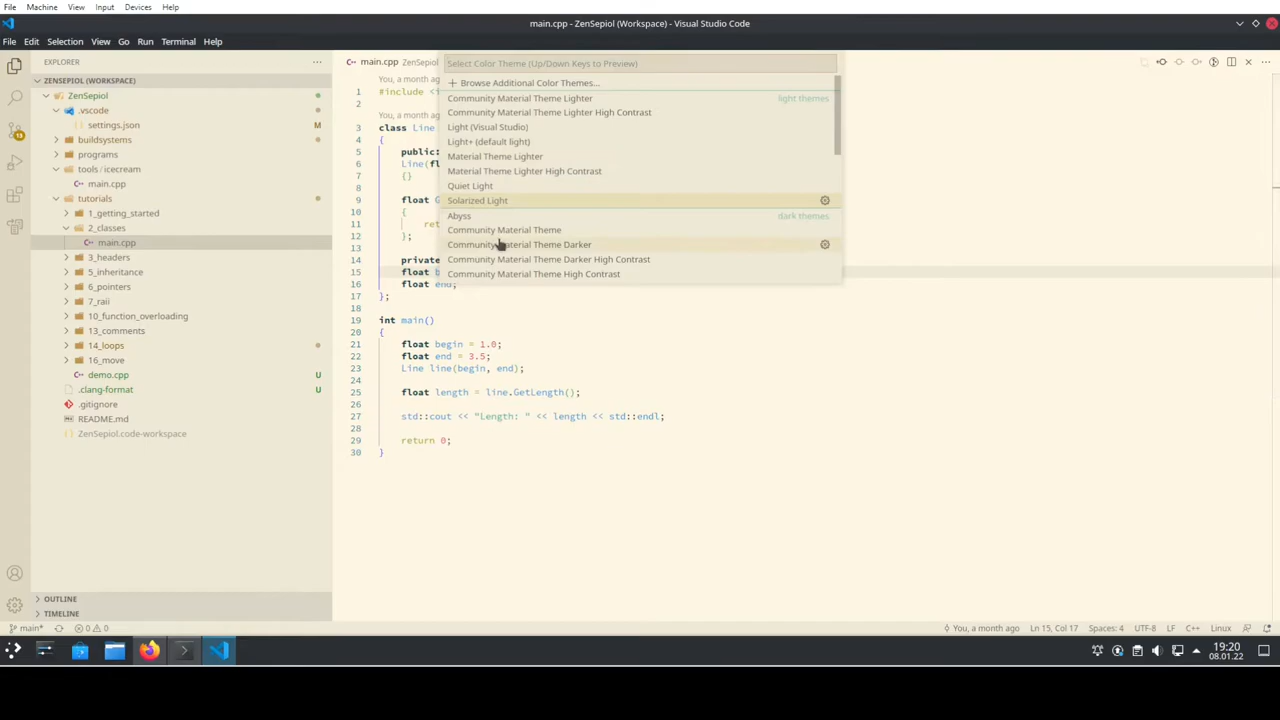 File Machine View Input Devices Help
main.cpp - ZenSepiol (Workspace) - Visual Studio Code
File Edit Selection View Go Run Terminal Help
EXPLORER
ZENSEPIOL (WORKSPACE)
ZenSepiol
.vscode
settings.json M
buildsystems
programs
tools / icecream
main.cpp
tutorials
1_getting_started
2_classes
main.cpp
3_headers
5_inheritance
6_pointers
7_raii
10_function_overloading
13_comments
14_loops
16_move
demo.cpp U
.clang-format U
.gitignore
README.md
ZenSepiol.code-workspace
OUTLINE
TIMELINE
main.cpp ZenSepiol
Select Color Theme (Up/Down Keys to Preview)
Browse Additional Color Themes...
Community Material Theme Lighter light themes
Community Material Theme Lighter High Contrast
Light (Visual Studio)
Light+ (default light)
Material Theme Lighter
Material Theme Lighter High Contrast
Quiet Light
Solarized Light
Abyss dark themes
Community Material Theme
Community Material Theme Darker
Community Material Theme Darker High Contrast
Community Material Theme High Contrast
You, a month ag
1 #include <i
2
You, a month ag
3 class Line
4 {
5 public:
6 Line(fl
7 {}
8
9 float G
10 {
11 ret
12 };
13
14 private
15 float b
16 float end;
17 };
18
19 int main()
20 {
21 float begin = 1.0;
22 float end = 3.5;
23 Line line(begin, end);
24
25 float length = line.GetLength();
26
27 std::cout << "Length: " << length << std::endl;
28
29 return 0;
30 }
main* 0 0 You, a month ago Ln 15, Col 17 Spaces: 4 UTF-8 LF C++ Linux
19:20
08.01.22